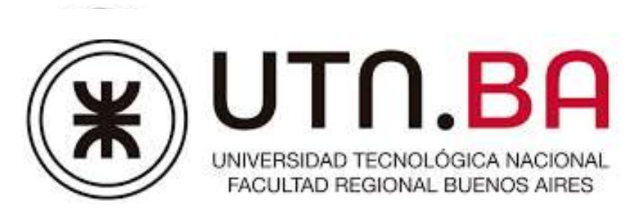 UTN.BA
UNIVERSIDAD TECNOLÓGICA NACIONAL
FACULTAD REGIONAL BUENOS AIRES